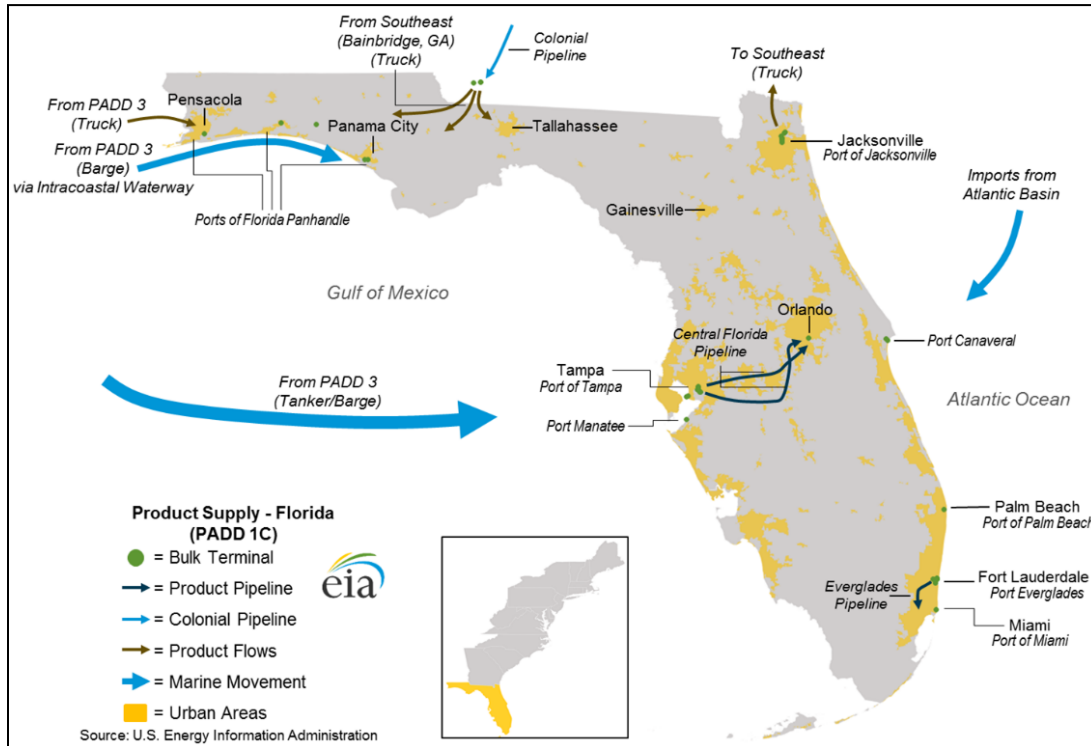 From Southeast
(Bainbridge, GA)
(Truck)
Colonial
Pipeline
To Southeast
(Truck)
From PADD 3
(Truck)
Pensacola
Panama City
Tallahassee
Jacksonville
Port of Jacksonville
From PADD 3
(Barge)
via Intracoastal Waterway
Imports from
Atlantic Basin
Ports of Florida Panhandle
Gainesville
Gulf of Mexico
Orlando
Central Florida
Pipeline
Port Canaveral
Tampa
Port of Tampa
From PADD 3
(Tanker/Barge)
Atlantic Ocean
Port Manatee
Palm Beach
Port of Palm Beach
Fort Lauderdale
Port Everglades
Everglades
Pipeline
Miami
Port of Miami
Product Supply - Florida
(PADD 1C)
= Bulk Terminal
= Product Pipeline
= Colonial Pipeline
= Product Flows
= Marine Movement
= Urban Areas
eia
Source: U.S. Energy Information Administration